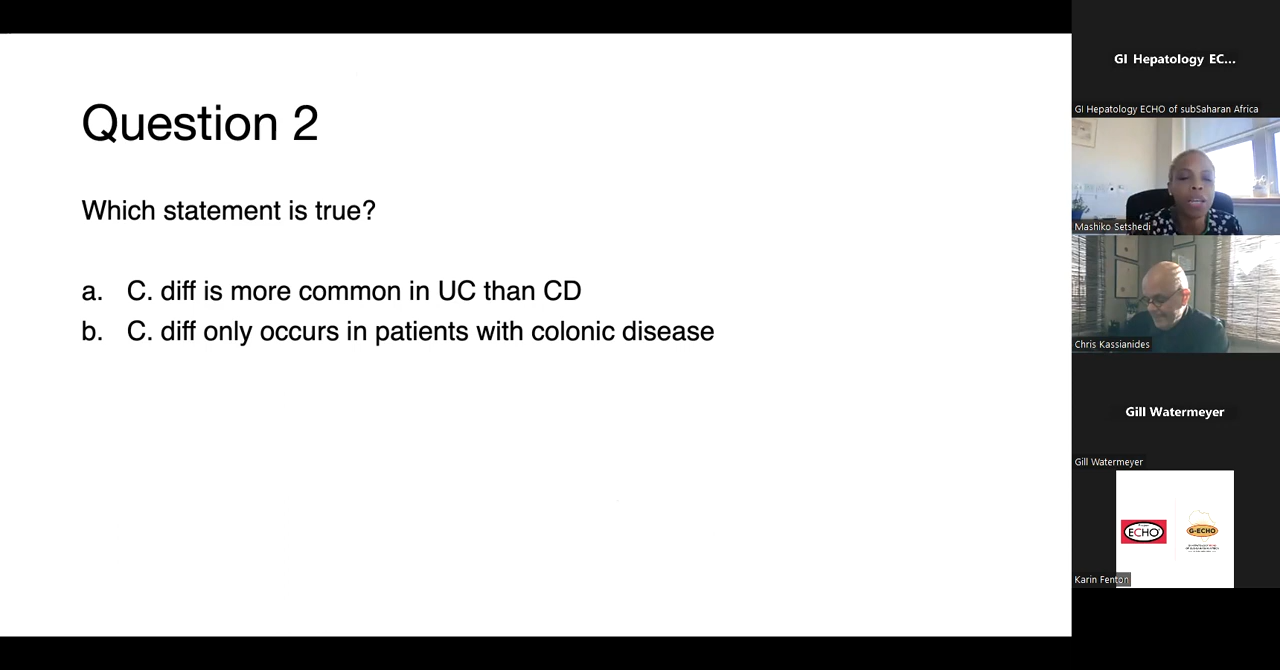 Question 2
Which statement is true?
a. C. diff is more common in UC than CD
b. C. diff only occurs in patients with colonic disease
GI Hepatology EC...
GI Hepatology ECHO of subSaharan Africa
Mashiko Setshedi
Chris Kassianides
Gill Watermeyer
Gill Watermeyer
ECHO
G-ECHO
Karin Fenton